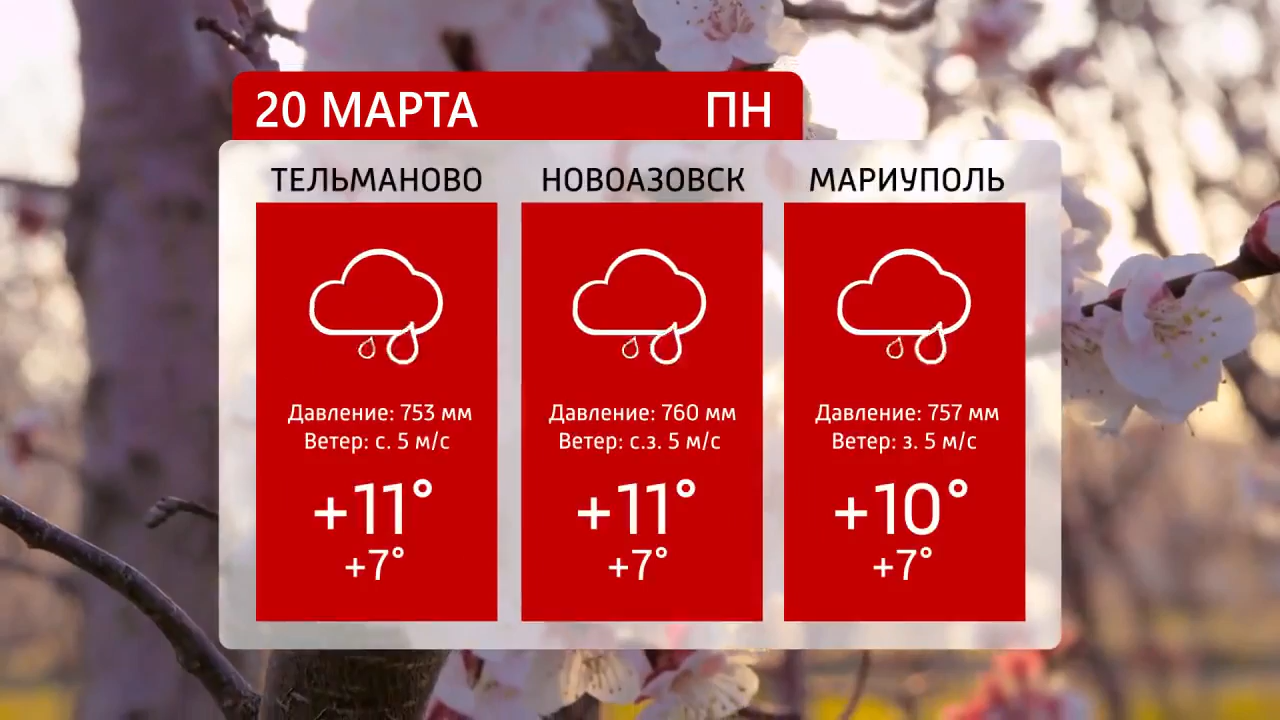 20 МАРТА ПН
ТЕЛЬМАНОВО
Давление: 753 мм
Ветер: с. 5 м/с
+11°
+7°
НОВОАЗОВСК
Давление: 760 мм
Ветер: с.з. 5 м/с
+11°
+7°
МАРИУПОЛЬ
Давление: 757 мм
Ветер: з. 5 м/с
+10°
+7°